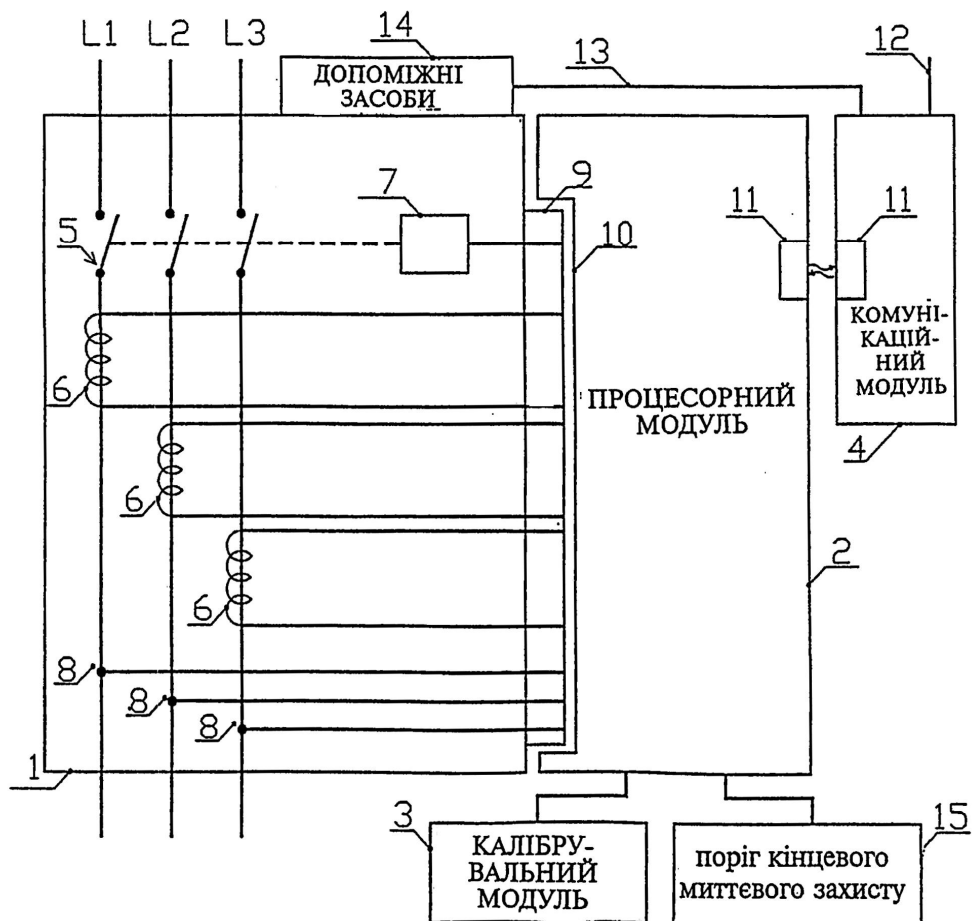 L1 L2 L3
14
ДОПОМІЖНІ
ЗАСОБИ
13
12
7
9
11
11
10
5
КОМУНІ-
КАЦІЙ-
НИЙ
МОДУЛЬ
6
ПРОЦЕСОРНИЙ
МОДУЛЬ
4
6
2
6
8
8
8
1
3
КАЛІБРУ-
ВАЛЬНИЙ
МОДУЛЬ
15
поріг кінцевого
миттєвого захисту